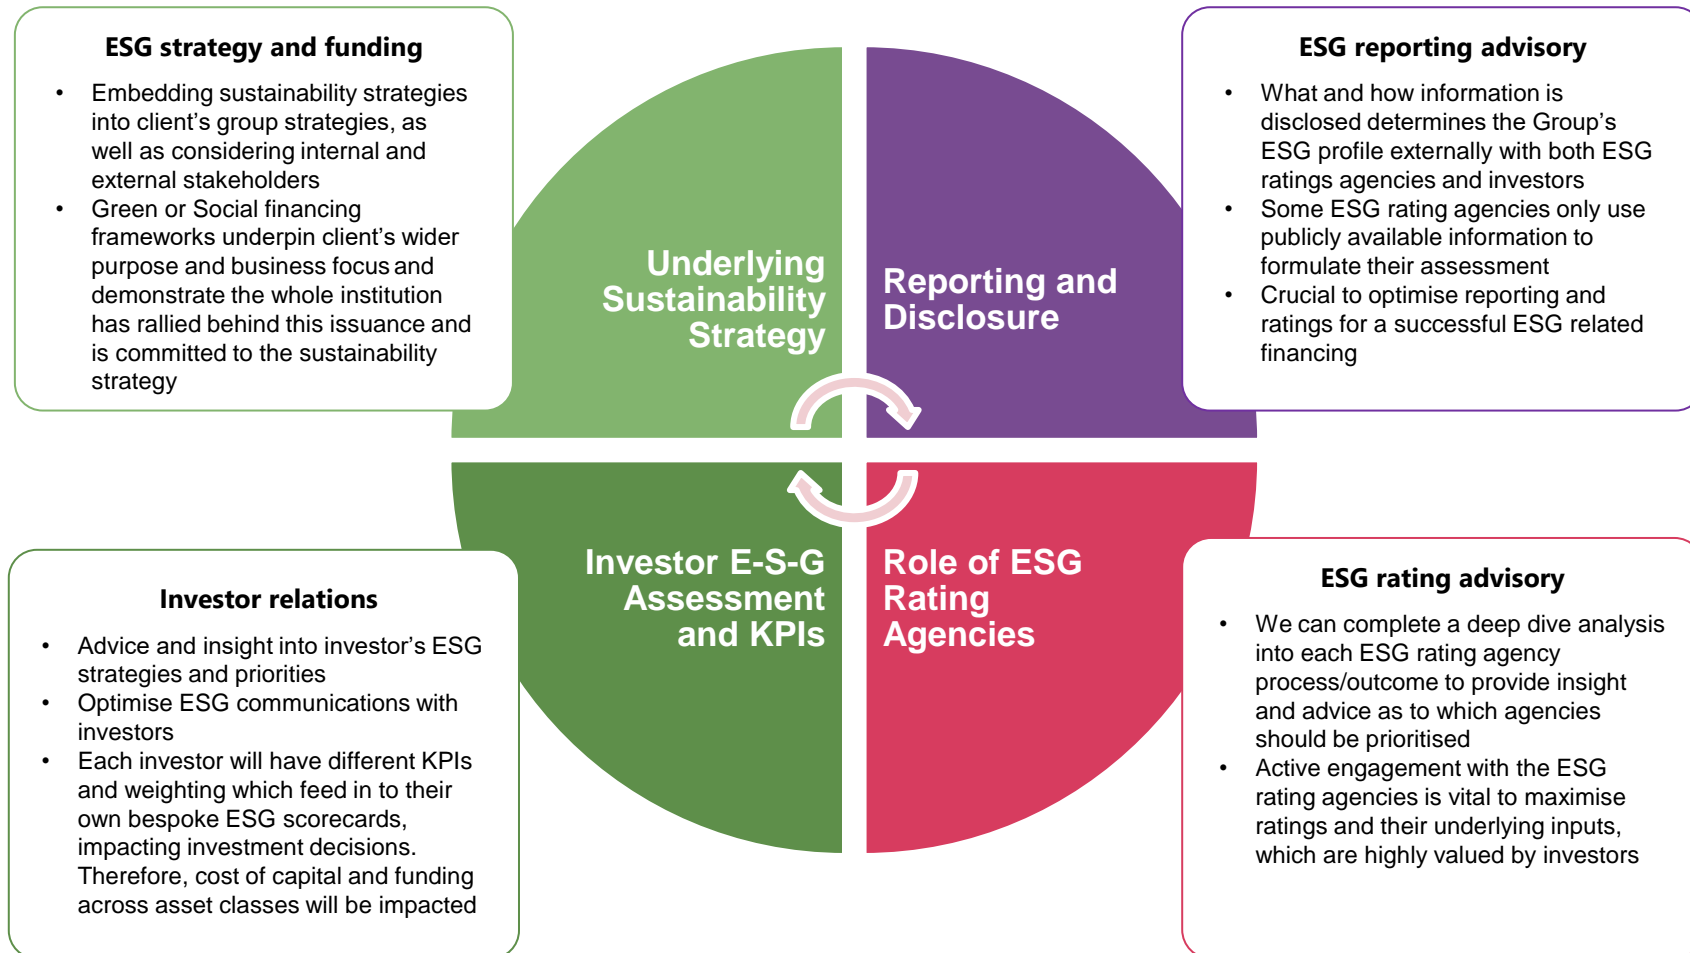 ESG strategy and funding
• Embedding sustainability strategies
into client's group strategies, as
well as considering internal and
external stakeholders
• Green or Social financing
frameworks underpin client's wider
purpose and business focus and
demonstrate the whole institution
has rallied behind this issuance and
is committed to the sustainability
strategy
Underlying
Sustainability
Strategy
Reporting and
Disclosure
ESG reporting advisory
• What and how information is
disclosed determines the Group's
ESG profile externally with both ESG
ratings agencies and investors
• Some ESG rating agencies only use
publicly available information to
formulate their assessment
• Crucial to optimise reporting and
ratings for a successful ESG related
financing
Investor relations
• Advice and insight into investor's ESG
strategies and priorities
• Optimise ESG communications with
investors
• Each investor will have different KPIs
and weighting which feed in to their
own bespoke ESG scorecards,
impacting investment decisions.
Therefore, cost of capital and funding
across asset classes will be impacted
Investor E-S-G
Assessment
and KPIs
Role of ESG
Rating
Agencies
ESG rating advisory
• We can complete a deep dive analysis
into each ESG rating agency
process/outcome to provide insight
and advice as to which agencies
should be prioritised
• Active engagement with the ESG
rating agencies is vital to maximise
ratings and their underlying inputs,
which are highly valued by investors